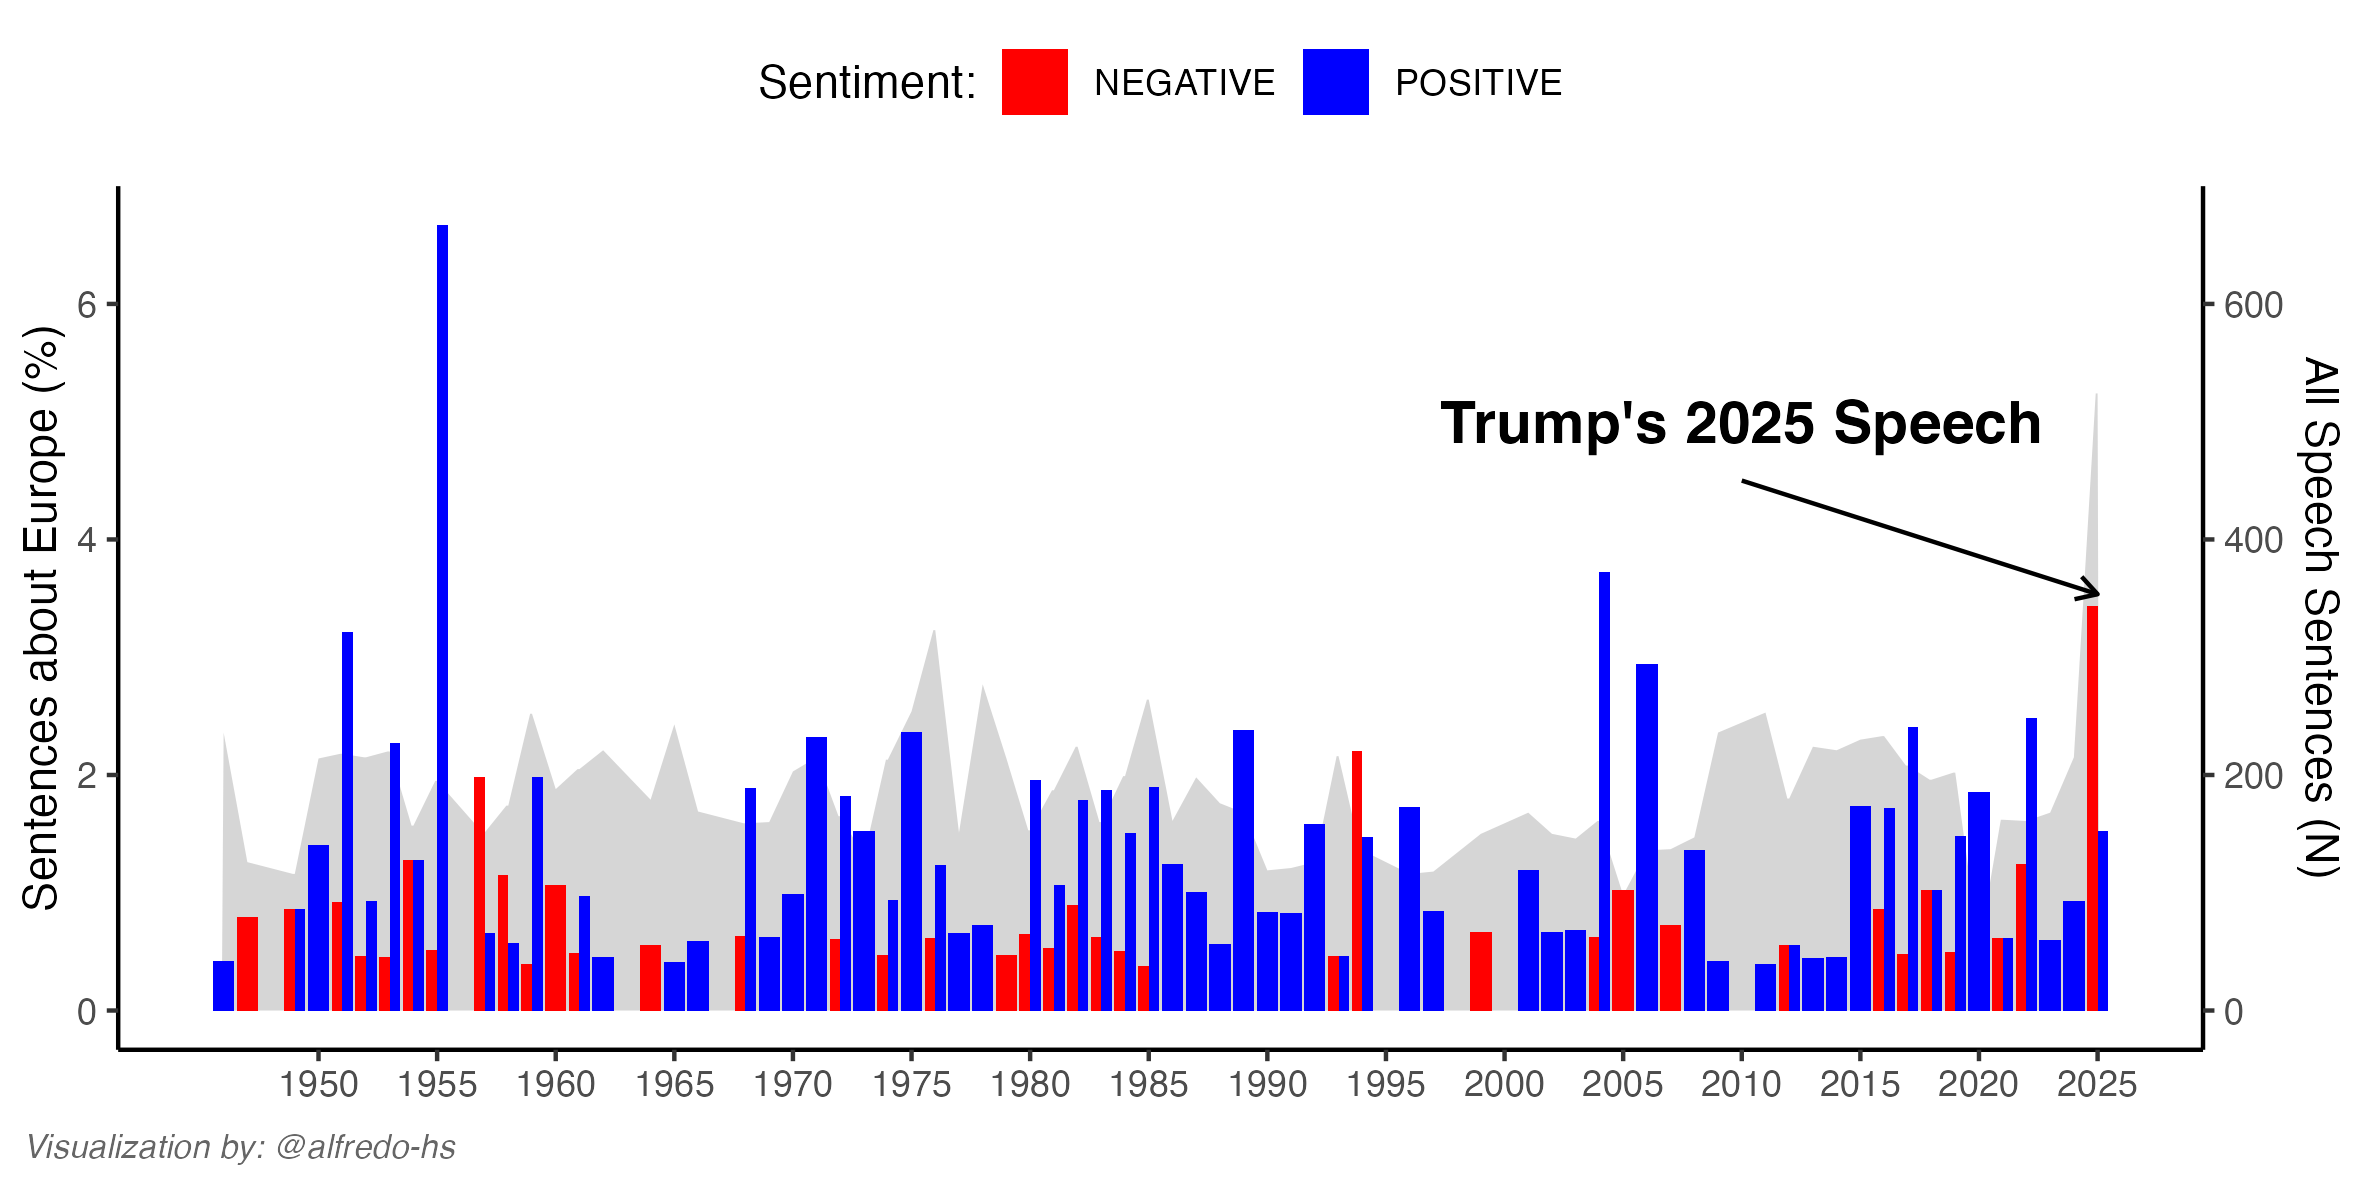 Sentiment: NEGATIVE POSITIVE
Sentences about Europe (%)
6
4
2
0
Trump's 2025 Speech
600
400
200
0
All Speech Sentences (N)
1950 1955 1960 1965 1970 1975 1980 1985 1990 1995 2000 2005 2010 2015 2020 2025
Visualization by: @alfredo-hs